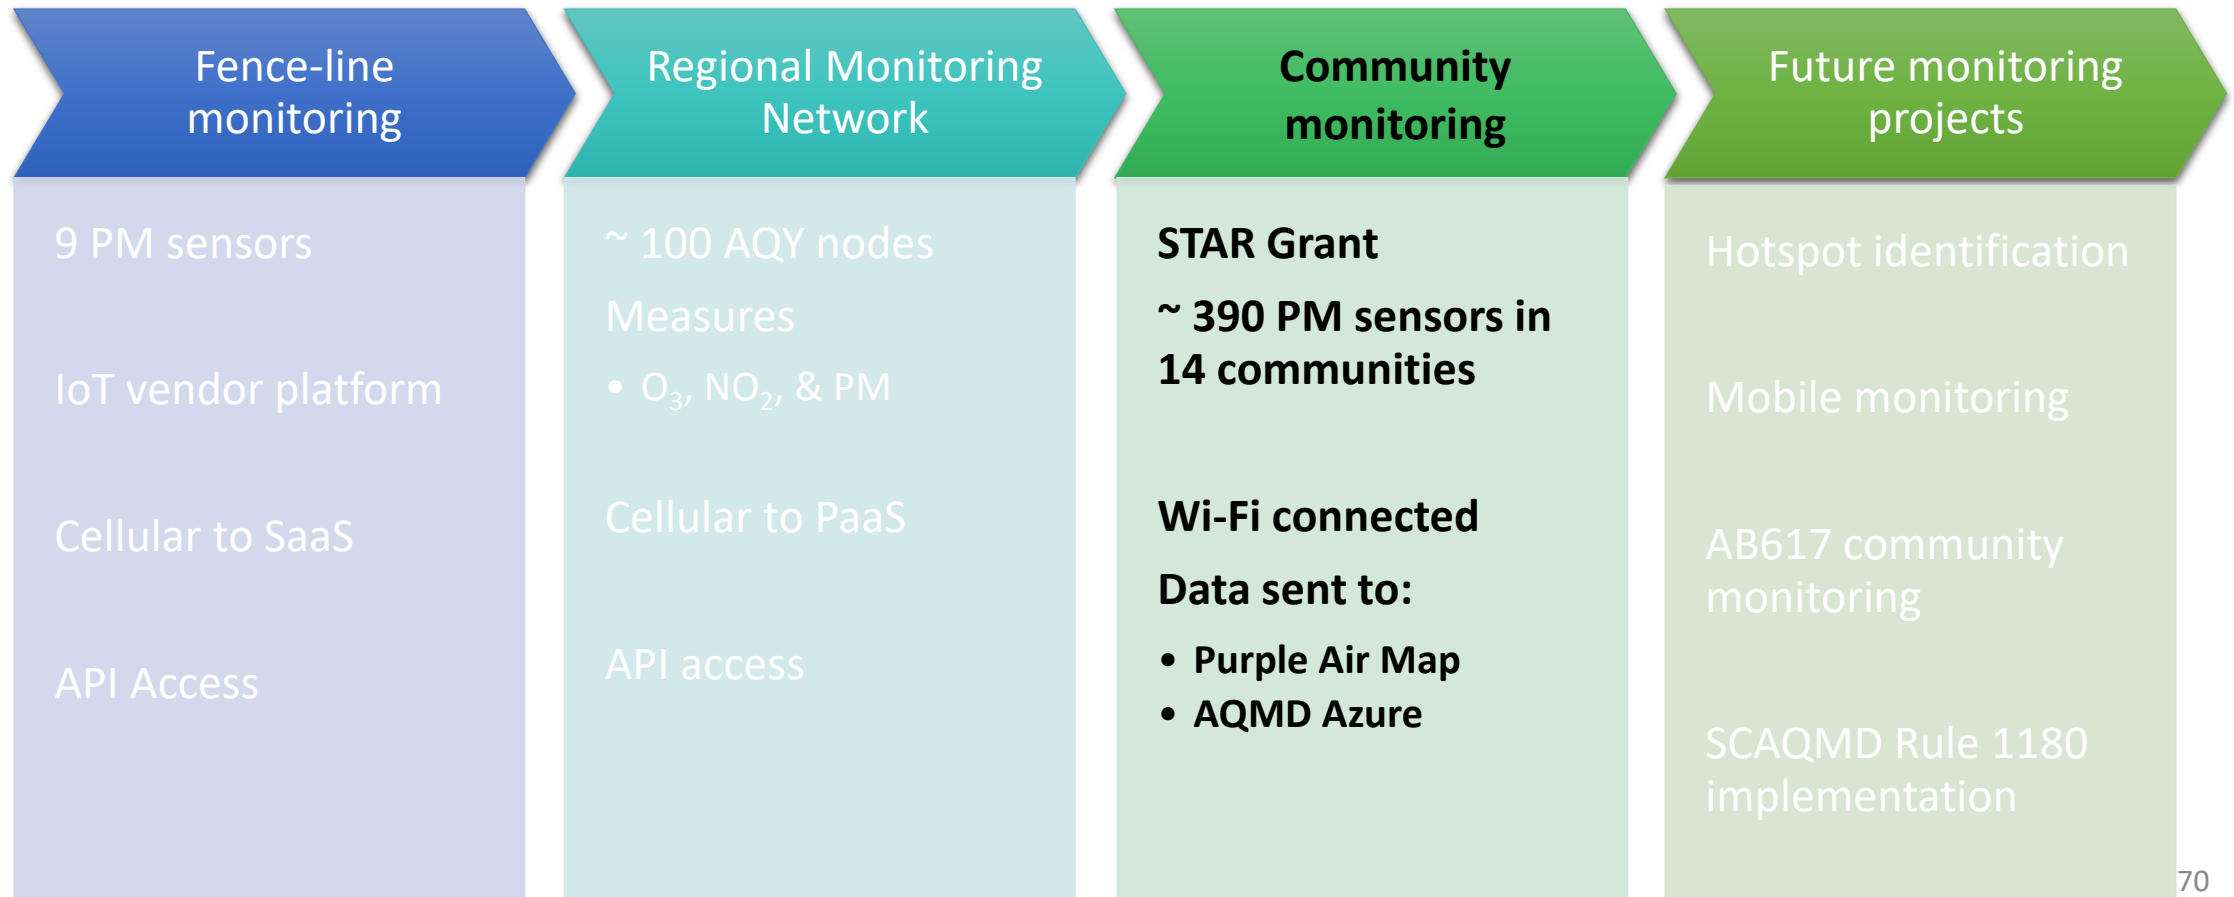 Fence-line
monitoring
9 PM sensors
IoT vendor platform
Cellular to SaaS
API Access
Regional Monitoring
Network
~ 100 AQY nodes
Measures
• O₃, NO₂, & PM
Cellular to PaaS
API access
Community
monitoring
STAR Grant
~ 390 PM sensors in
14 communities
Wi-Fi connected
Data sent to:
• Purple Air Map
• AQMD Azure
Future monitoring
projects
Hotspot identification
Mobile monitoring
AB617 community
monitoring
SCAQMD Rule 1180
implementation
70